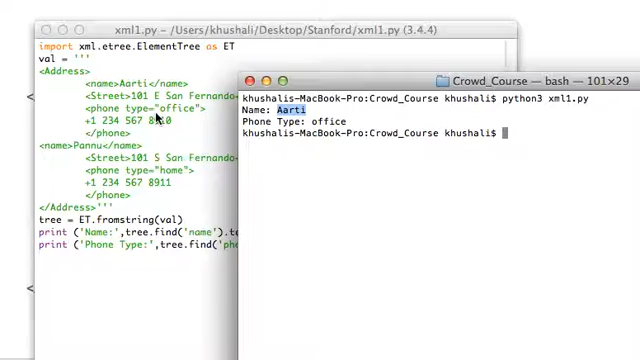 xml1.py – /Users/khushali/Desktop/Stanford/xml1.py (3.4.4)
import xml.etree.ElementTree as ET
val = '''
<Address>
<name>Aarti</name>
<Street>101 E San Fernando
<phone type="office">
+1 234 567 8910
</phone>
<name>Pannu</name>
<Street>101 S San Fernando
<phone type="home">
+1 234 567 8911
</phone>
</Address>'''
tree = ET.fromstring(val)
print ('Name:',tree.find('name').te
print ('Phone Type:',tree.find('pho
Crowd_Course — bash — 101×29
khushalis-MacBook-Pro:Crowd_Course khushali$ python3 xml1.py
Name: Aarti
Phone Type: office
khushalis-MacBook-Pro:Crowd_Course khushali$